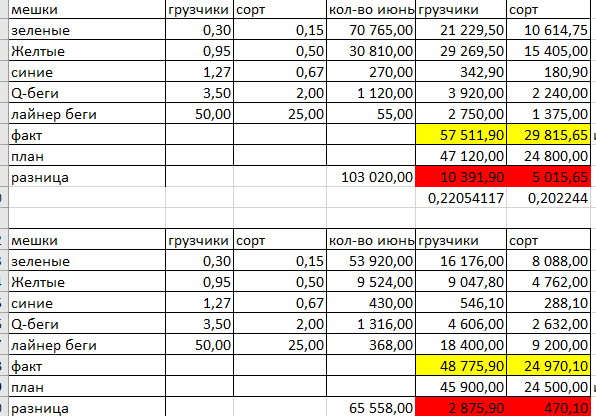 мешки грузчики сорт кол-во июнь грузчики сорт
зеленые 0,30 0,15 70 765,00 21 229,50 10 614,75
Желтые 0,95 0,50 30 810,00 29 269,50 15 405,00
синие 1,27 0,67 270,00 342,90 180,90
Q-беги 3,50 2,00 1 120,00 3 920,00 2 240,00
лайнер беги 50,00 25,00 55,00 2 750,00 1 375,00
факт 57 511,90 29 815,65
план 47 120,00 24 800,00
разница 103 020,00 10 391,90 5 015,65
0,22054117 0,202244
мешки грузчики сорт кол-во июнь грузчики сорт
зеленые 0,30 0,15 53 920,00 16 176,00 8 088,00
Желтые 0,95 0,50 9 524,00 9 047,80 4 762,00
синие 1,27 0,67 430,00 546,10 288,10
Q-беги 3,50 2,00 1 316,00 4 606,00 2 632,00
лайнер беги 50,00 25,00 368,00 18 400,00 9 200,00
факт 48 775,90 24 970,10
план 45 900,00 24 500,00
разница 65 558,00 2 875,90 470,10